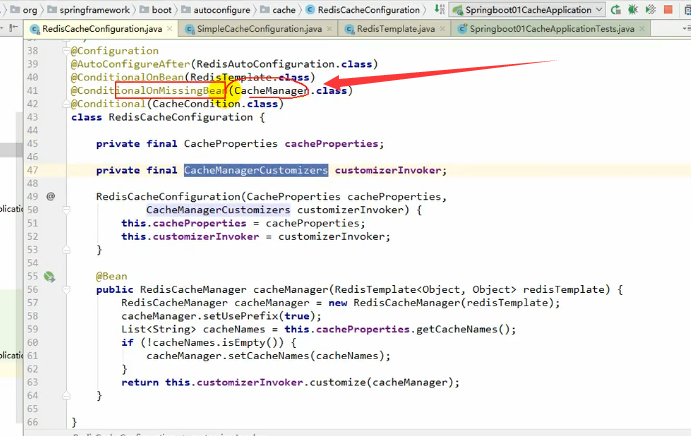 org springframework boot autoconfigure cache RedisCacheConfiguration Springboot01CacheApplicationTests
RedisCacheConfiguration.java SimpleCacheConfiguration.java RedisTemplate.java Springboot01CacheApplicationTests.java
38
39 @Configuration
40 @AutoConfigureAfter(RedisAutoConfiguration.class)
41 @ConditionalOnBean(RedisTemplate.class)
41 @ConditionalOnMissingBean(CacheManager.class)
42 @Conditional(CacheCondition.class)
43 class RedisCacheConfiguration {
44
45 private final CacheProperties cacheProperties;
46
47 private final CacheManagerCustomizers customizerInvoker;
48
49 RedisCacheConfiguration(CacheProperties cacheProperties,
50 CacheManagerCustomizers customizerInvoker) {
51 this.cacheProperties = cacheProperties;
52 this.customizerInvoker = customizerInvoker;
53 }
54
55 @Bean
56 public RedisCacheManager cacheManager(RedisTemplate<Object, Object> redisTemplate) {
57 RedisCacheManager cacheManager = new RedisCacheManager(redisTemplate);
58 cacheManager.setUsePrefix(true);
59 List<String> cacheNames = this.cacheProperties.getCacheNames();
60 if (!cacheNames.isEmpty()) {
61 cacheManager.setCacheNames(cacheNames);
62 }
63 return this.customizerInvoker.customize(cacheManager);
64 }
65
66 }